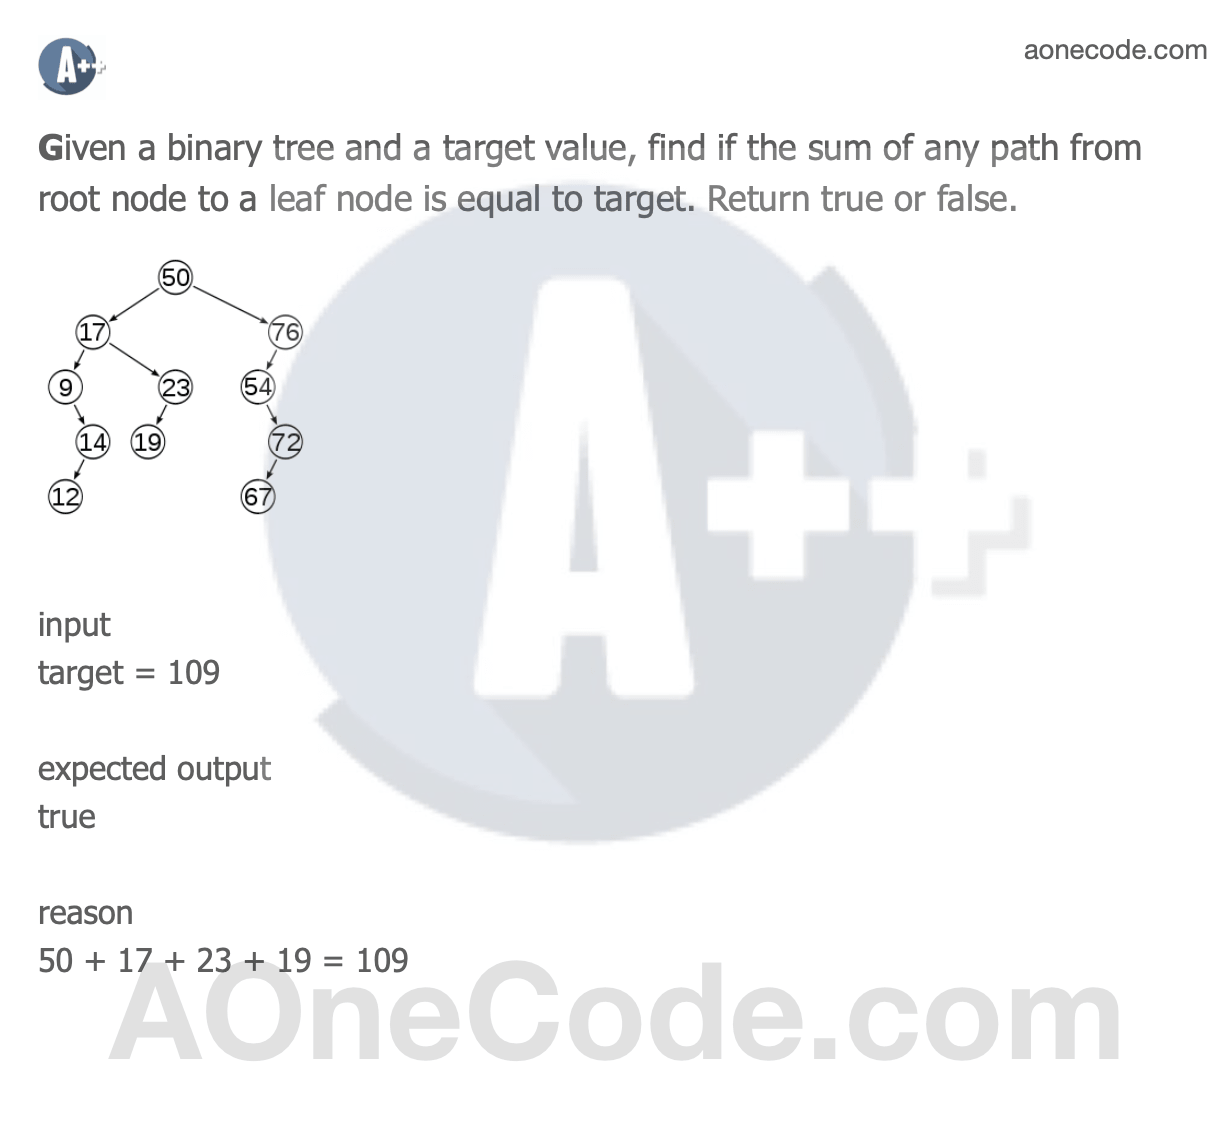 A++
aonecode.com
Given a binary tree and a target value, find if the sum of any path from
root node to a leaf node is equal to target. Return true or false.
50
17 76
9 23 54
14 19 72
12 67
A++
input
target = 109
expected output
true
reason
50 + 17 + 23 + 19 = 109
AOneCode.com